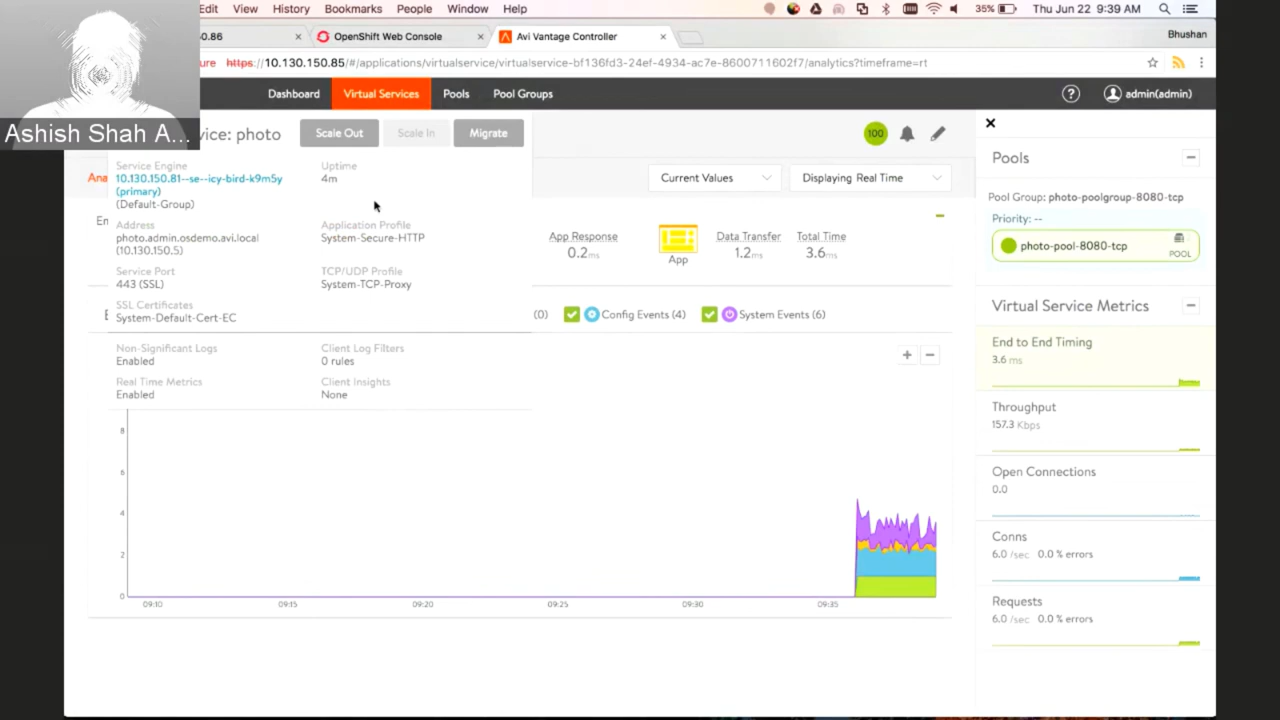 Edit View History Bookmarks People Window Help 35% Thu Jun 22 9:39 AM
0.86 OpenShift Web Console Avi Vantage Controller Bhushan
https://10.130.150.85/#/applications/virtualservice/virtualservice-bf136fd3-24ef-4934-ac7e-8600711602f7/analytics?timeframe=rt
Dashboard Virtual Services Pools Pool Groups ? admin(admin)
Ashish Shah A...
vice: photo Scale Out Scale In Migrate 100
Service Engine
10.130.150.81--se--icy-bird-k9m5y
(primary)
(Default-Group)
Uptime
4m
Address
photo.admin.osdemo.avi.local
(10.130.150.5)
Application Profile
System-Secure-HTTP
Service Port
443 (SSL)
TCP/UDP Profile
System-TCP-Proxy
SSL Certificates
System-Default-Cert-EC
Non-Significant Logs
Enabled
Client Log Filters
0 rules
Real Time Metrics
Enabled
Client Insights
None
Ana
En
Current Values Displaying Real Time
App Response
0.2ms
App
Data Transfer
1.2ms
Total Time
3.6ms
(0) Config Events (4) System Events (6)
+ −
8
6
4
2
0
09:10 09:15 09:20 09:25 09:30 09:35
Pools
Pool Group: photo-poolgroup-8080-tcp
Priority: --
photo-pool-8080-tcp
POOL
Virtual Service Metrics
End to End Timing
3.6 ms
Throughput
157.3 Kbps
Open Connections
0.0
Conns
6.0 /sec 0.0 % errors
Requests
6.0 /sec 0.0 % errors